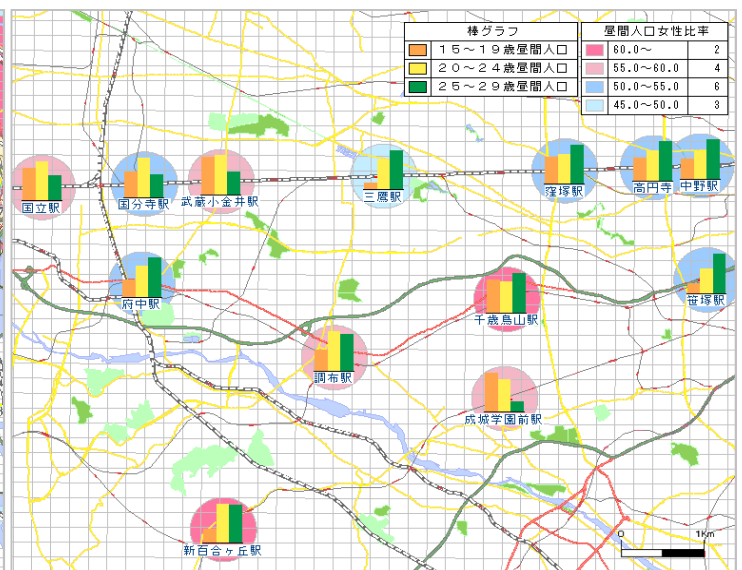 棒グラフ
15～19歳昼間人口
20～24歳昼間人口
25～29歳昼間人口
昼間人口女性比率
60.0～ 2
55.0～60.0 4
50.0～55.0 6
45.0～50.0 3
国立駅
国分寺駅
武蔵小金井駅
三鷹駅
窪塚駅
高円寺
中野駅
府中駅
千歳烏山駅
笹塚駅
調布駅
成城学園前駅
新百合ヶ丘駅
0 1Km